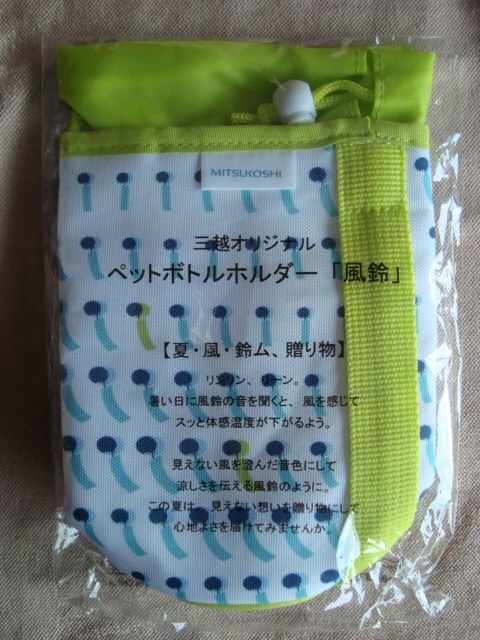 MITSUKOSHI
三越オリジナル
ペットボトルホルダー「風鈴」
【夏・風・鈴ム、贈り物】
リンリン、リーン。
暑い日に風鈴の音を聞くと、風を感じて
スッと体感温度が下がるよう。
見えない風を澄んだ音色にして
涼しさを伝える風鈴のように。
この夏は、見えない想いを贈り物にして
心地よさを届けてみませんか。